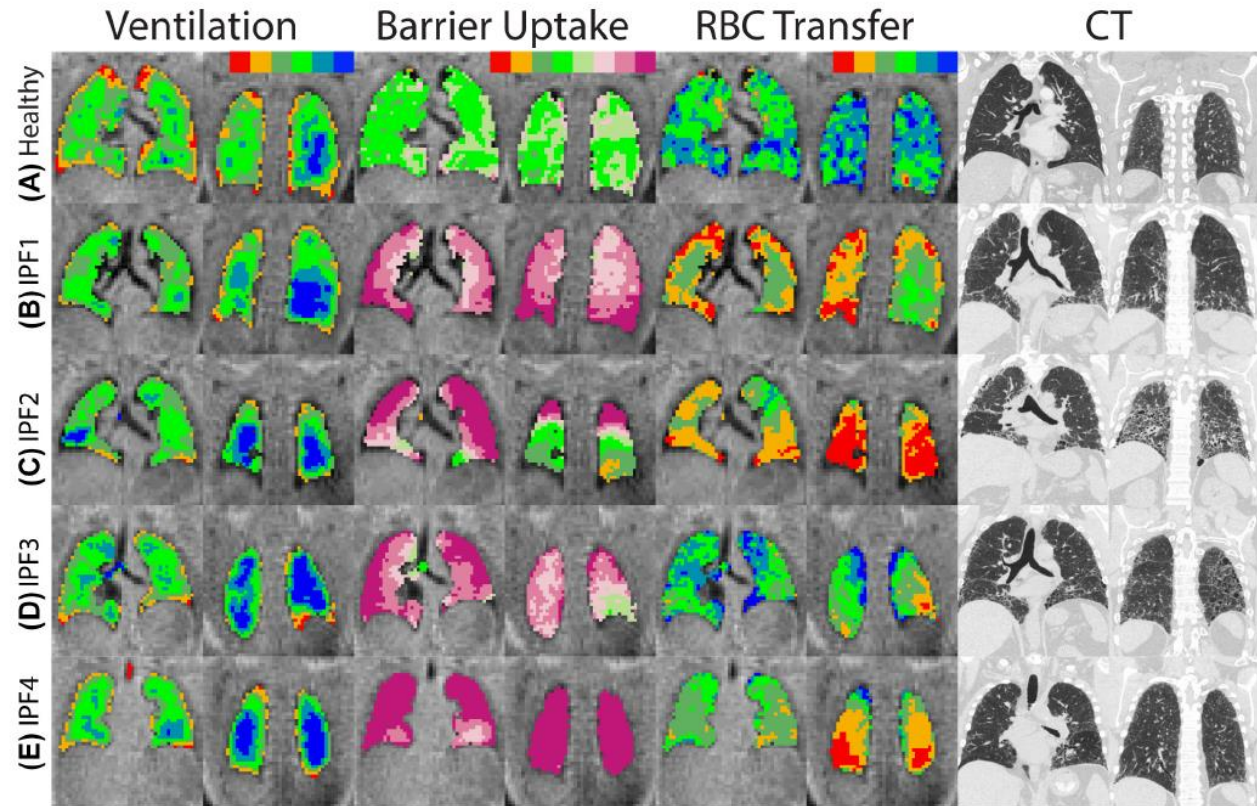 Ventilation Barrier Uptake RBC Transfer CT
(A) Healthy
(B) IPF1
(C) IPF2
(D) IPF3
(E) IPF4